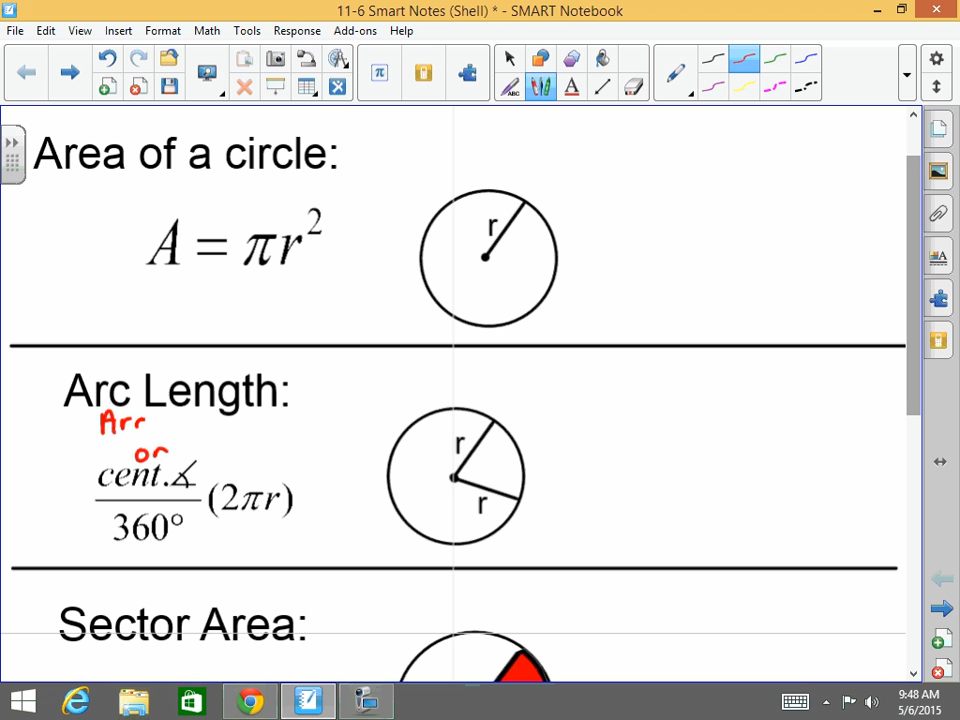 11-6 Smart Notes (Shell) * - SMART Notebook
File Edit View Insert Format Math Tools Response Add-ons Help
Area of a circle:
A = πr²
r
Arc Length:
Arc
or
cent.∡
360°
(2πr)
r
r
Sector Area:
9:48 AM
5/6/2015